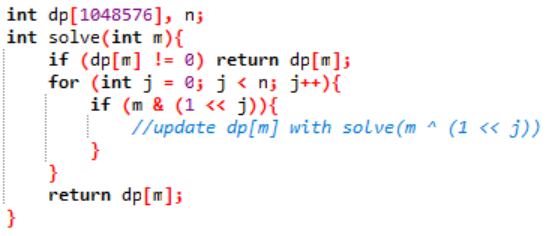 int dp[1048576], n;
int solve(int m){
    if (dp[m] != 0) return dp[m];
    for (int j = 0; j < n; j++){
        if (m & (1 << j)){
            //update dp[m] with solve(m ^ (1 << j))
        }
    }
    return dp[m];
}